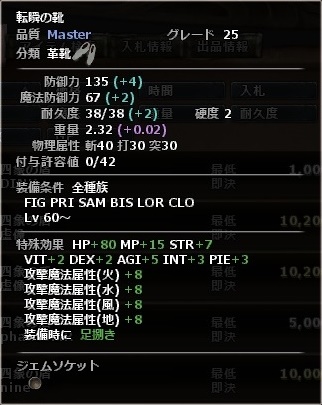 転瞬の靴
品質 Master グレード 25
分類 革靴
防御力 135 (+4)
魔法防御力 67 (+2)
耐久度 38/38 (+2) 硬度 2
重量 2.32 (+0.02)
物理属性 斬40 打30 突30
付与許容値 0/42
装備条件 全種族
FIG PRI SAM BIS LOR CLO
Lv 60～
特殊効果 HP+80 MP+15 STR+7
VIT+2 DEX+2 AGI+5 INT+3 PIE+3
攻撃魔法属性(火) +8
攻撃魔法属性(水) +8
攻撃魔法属性(風) +8
攻撃魔法属性(地) +8
装備時に 足捌き
ジェムソケット
入札情報 出品情報
時間 入札
最低 1,00
即決
最低 10,20
即決
最低 10,20
即決
最低 5,00
即決
最低
即決